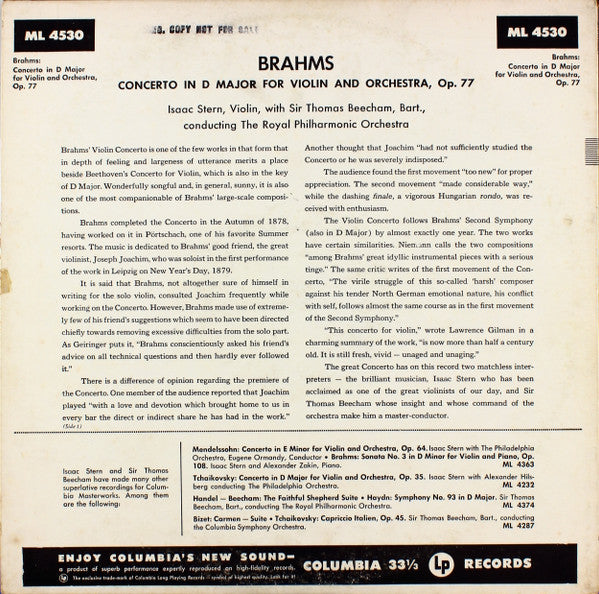 ML 4530
ML 4530
COPY NOT FOR SALE
Brahms:
Concerto in D Major
for Violin and Orchestra,
Op. 77
Brahms:
Concerto in D Major
for Violin and Orchestra,
Op. 77
BRAHMS
CONCERTO IN D MAJOR FOR VIOLIN AND ORCHESTRA, Op. 77
Isaac Stern, Violin, with Sir Thomas Beecham, Bart.,
conducting The Royal Philharmonic Orchestra
Brahms' Violin Concerto is one of the few works in that form that
in depth of feeling and largeness of utterance merits a place
beside Beethoven's Concerto for Violin, which is also in the key
of D Major. Wonderfully songful and, in general, sunny, it is also
one of the most companionable of Brahms' large-scale composi-
tions.
Brahms completed the Concerto in the Autumn of 1878,
having worked on it in Pörtschach, one of his favorite Summer
resorts. The music is dedicated to Brahms' good friend, the great
violinist, Joseph Joachim, who was soloist in the first performance
of the work in Leipzig on New Year's Day, 1879.
It is said that Brahms, not altogether sure of himself in
writing for the solo violin, consulted Joachim frequently while
working on the Concerto. However, Brahms made use of extreme-
ly few of his friend's suggestions which seem to have been directed
chiefly towards removing excessive difficulties from the solo part.
As Geiringer puts it, "Brahms conscientiously asked his friend's
advice on all technical questions and then hardly ever followed
it."
There is a difference of opinion regarding the premiere of
the Concerto. One member of the audience reported that Joachim
played "with a love and devotion which brought home to us in
every bar the direct or indirect share he has had in the work."
(Side 1)
Another thought that Joachim "had not sufficiently studied the
Concerto or he was severely indisposed."
The audience found the first movement "too new" for proper
appreciation. The second movement "made considerable way,"
while the dashing finale, a vigorous Hungarian rondo, was re-
ceived with enthusiasm.
The Violin Concerto follows Brahms' Second Symphony
(also in D Major) by almost exactly one year. The two works
have certain similarities. Niemann calls the two compositions
"among Brahms' great idyllic instrumental pieces with a serious
tinge." The same critic writes of the first movement of the Con-
certo, "The virile struggle of this so-called 'harsh' composer
against his tender North German emotional nature, his conflict
with self, follows almost the same course as in the first movement
of the Second Symphony."
"This concerto for violin," wrote Lawrence Gilman in a
charming summary of the work, "is now more than half a century
old. It is still fresh, vivid — unaged and unaging."
The great Concerto has on this record two matchless inter-
preters — the brilliant musician, Isaac Stern who has been
acclaimed as one of the great violinists of our day, and Sir
Thomas Beecham whose insight and whose command of the
orchestra make him a master-conductor.
Isaac Stern and Sir Thomas
Beecham have made many other
superlative recordings for Colum-
bia Masterworks. Among them
are the following:
Mendelssohn: Concerto in E Minor for Violin and Orchestra, Op. 64. Isaac Stern with The Philadelphia
Orchestra, Eugene Ormandy, Conductor • Brahms: Sonata No. 3 in D Minor for Violin and Piano, Op.
108. Isaac Stern and Alexander Zakin, Piano. ML 4363
Tchaikovsky: Concerto in D Major for Violin and Orchestra, Op. 35. Isaac Stern with Alexander Hils-
berg conducting The Philadelphia Orchestra. ML 4232
Handel — Beecham: The Faithful Shepherd Suite • Haydn: Symphony No. 93 in D Major. Sir Thomas
Beecham, Bart., conducting The Royal Philharmonic Orchestra. ML 4374
Bizet: Carmen — Suite • Tchaikovsky: Capriccio Italien, Op. 45. Sir Thomas Beecham, Bart., conducting
the Columbia Symphony Orchestra. ML 4287
ENJOY COLUMBIA'S NEW SOUND—
a product of superb performance expertly reproduced on high-fidelity records.
The exclusive trade-mark of Columbia Long Playing Records — Look for it!
COLUMBIA 33⅓ LP RECORDS